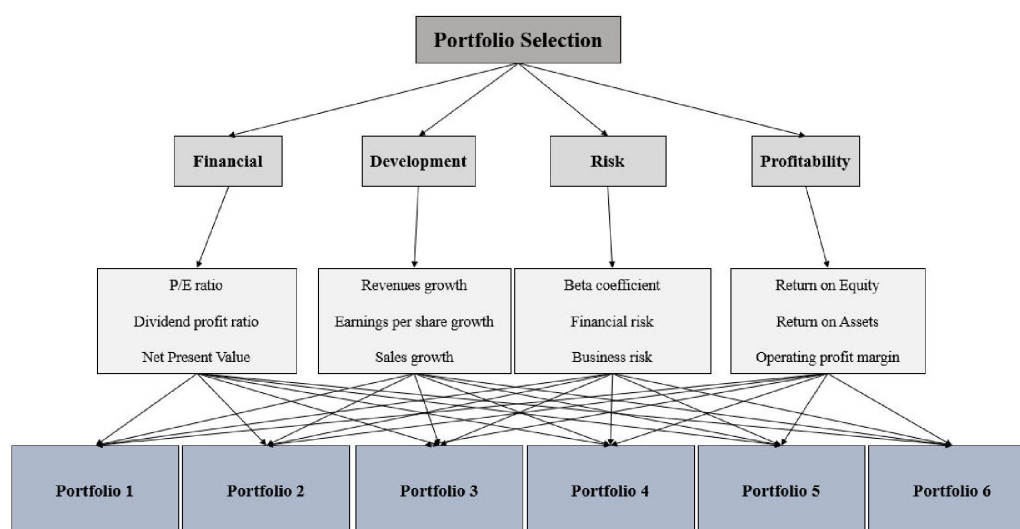 Portfolio Selection
Financial
Development
Risk
Profitability
P/E ratio
Dividend profit ratio
Net Present Value
Revenues growth
Earnings per share growth
Sales growth
Beta coefficient
Financial risk
Business risk
Return on Equity
Return on Assets
Operating profit margin
Portfolio 1
Portfolio 2
Portfolio 3
Portfolio 4
Portfolio 5
Portfolio 6